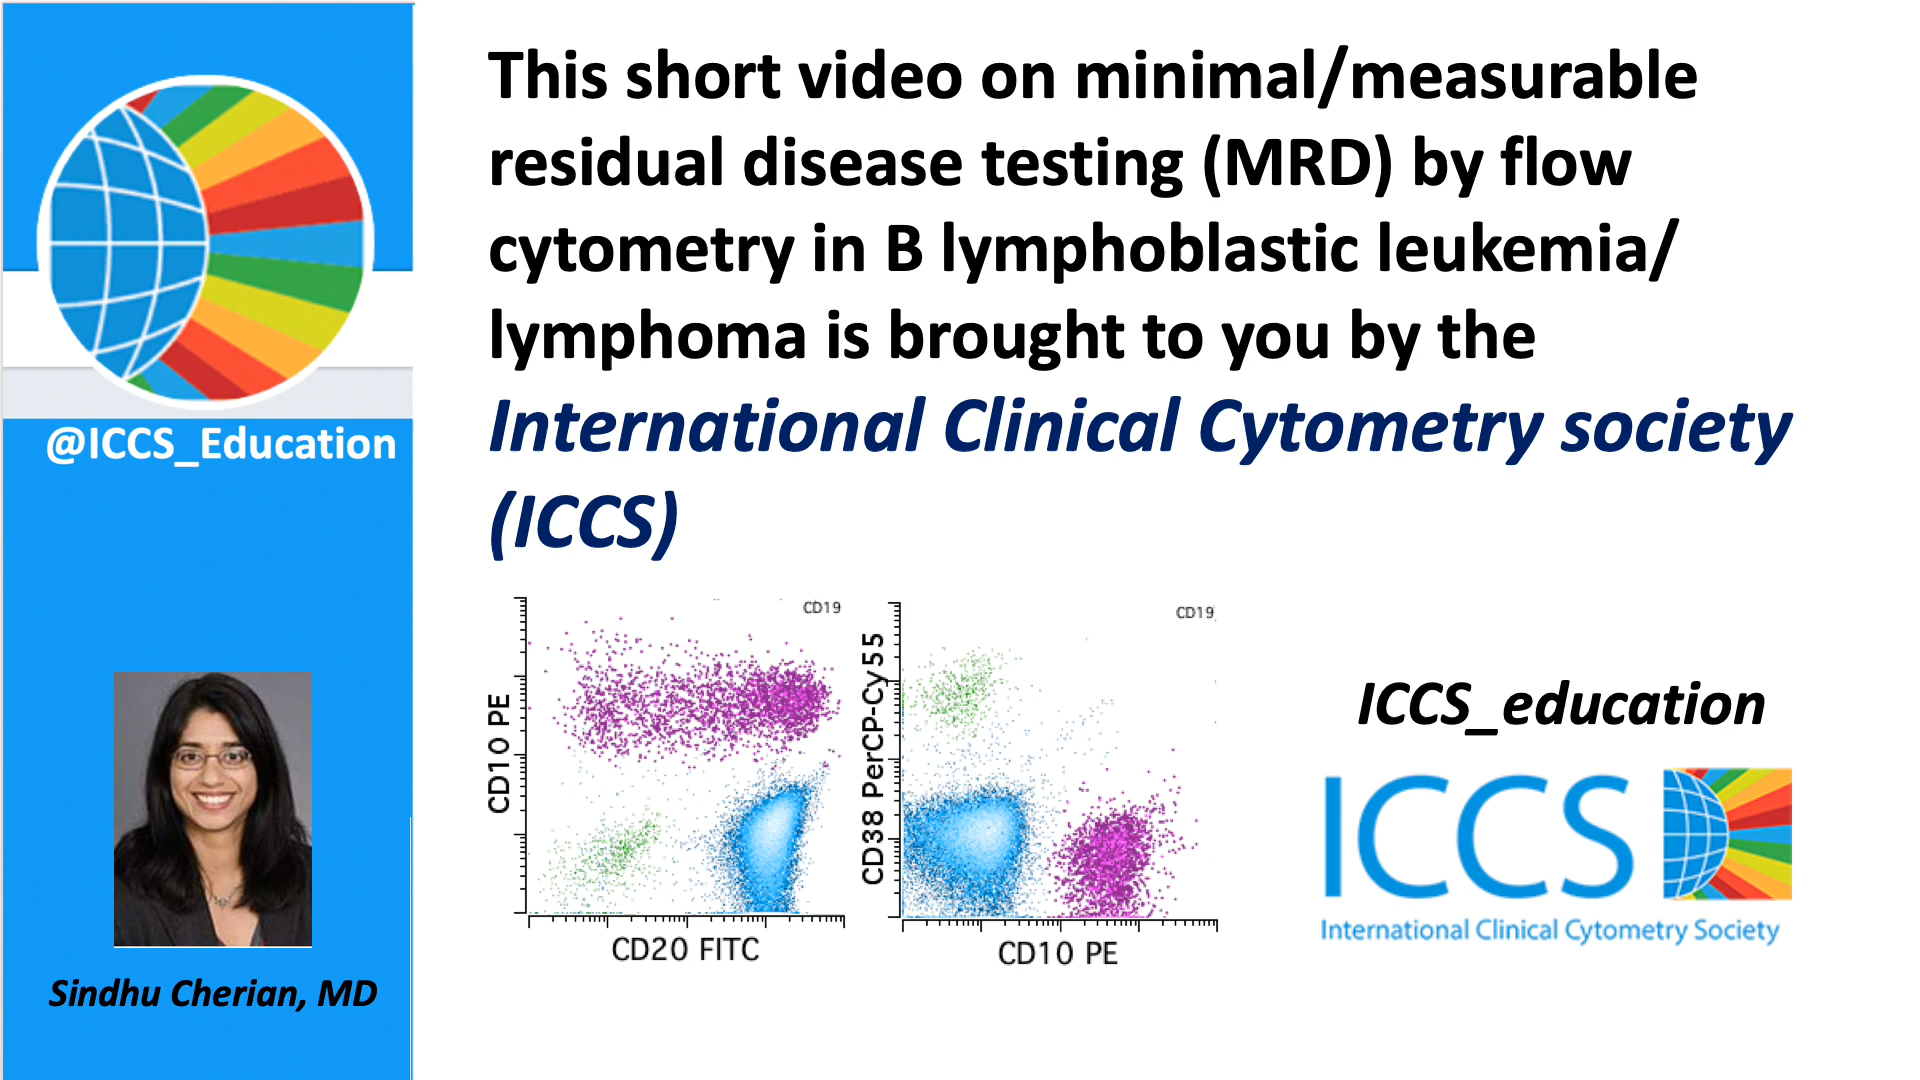 This short video on minimal/measurable
residual disease testing (MRD) by flow
cytometry in B lymphoblastic leukemia/
lymphoma is brought to you by the
International Clinical Cytometry society
(ICCS)
@ICCS_Education
Sindhu Cherian, MD
CD19
CD10 PE
CD20 FITC
CD19
CD38 PerCP-Cy55
CD10 PE
ICCS_education
ICCS
International Clinical Cytometry Society